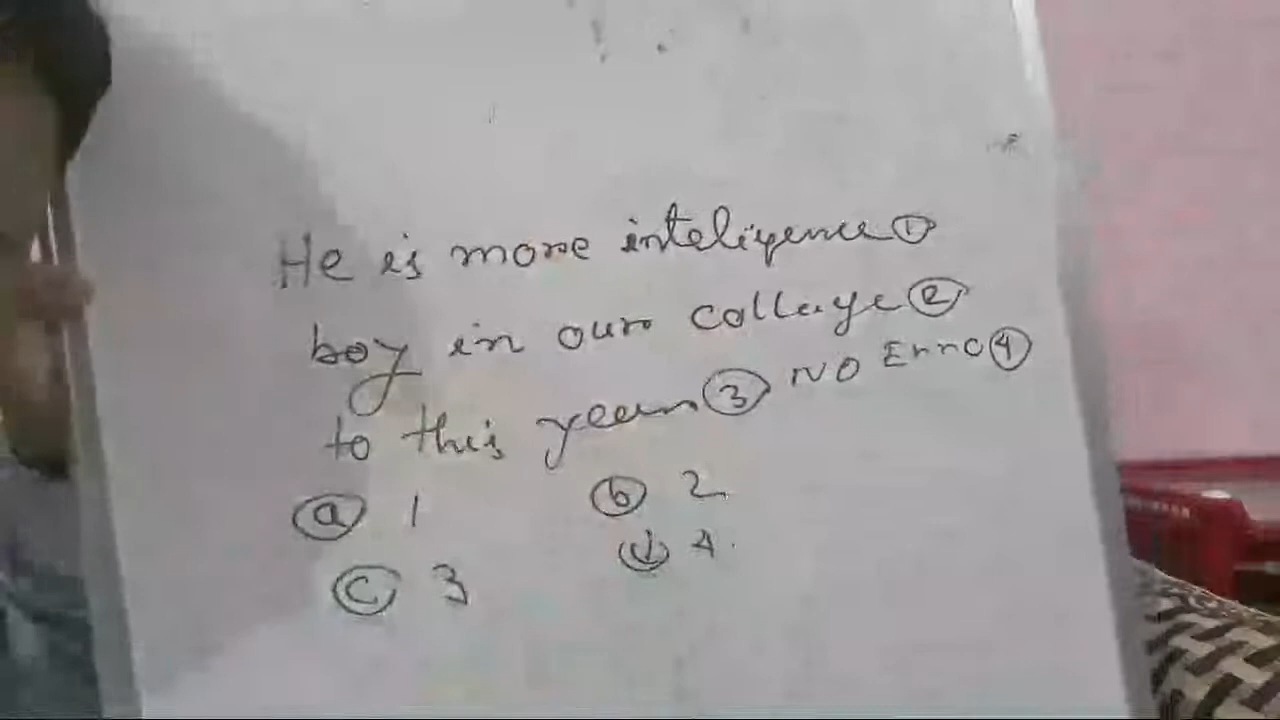 He is more inteligence ①
boy in our collage ②
to this year ③ NO Erro ④
ⓐ 1 ⓑ 2
ⓒ 3 ⓓ 4.